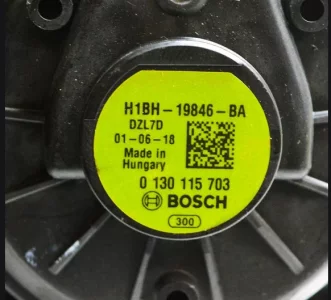 H1BH-19846-BA
DZL7D
01-06-18
Made in
Hungary
0 130 115 703
BOSCH
300